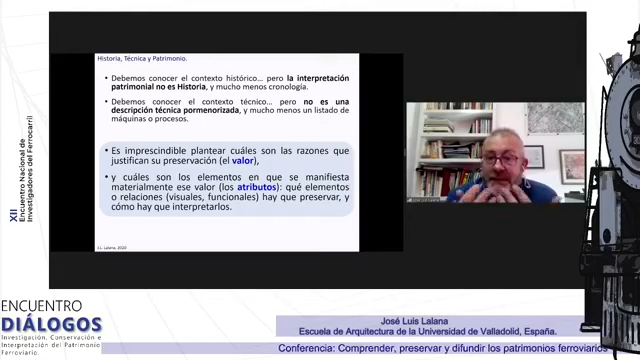 Historia, Técnica y Patrimonio.
• Debemos conocer el contexto histórico... pero la interpretación
patrimonial no es Historia, y mucho menos cronología.
• Debemos conocer el contexto técnico... pero no es una
descripción técnica pormenorizada, y mucho menos un listado de
máquinas o procesos.
• Es imprescindible plantear cuáles son las razones que
justifican su preservación (el valor),
• y cuáles son los elementos en que se manifiesta
materialmente ese valor (los atributos): qué elementos
o relaciones (visuales, funcionales) hay que preservar, y
cómo hay que interpretarlos.
J.L. Lalana, 2020
XII
Encuentro Nacional de
Investigadores del Ferrocarril
ENCUENTRO
DIÁLOGOS
Investigación, Conservación e
Interpretación del Patrimonio
Ferroviario.
José Luis Lalana
Escuela de Arquitectura de la Universidad de Valladolid, España.
Conferencia: Comprender, preservar y difundir los patrimonios ferroviarios